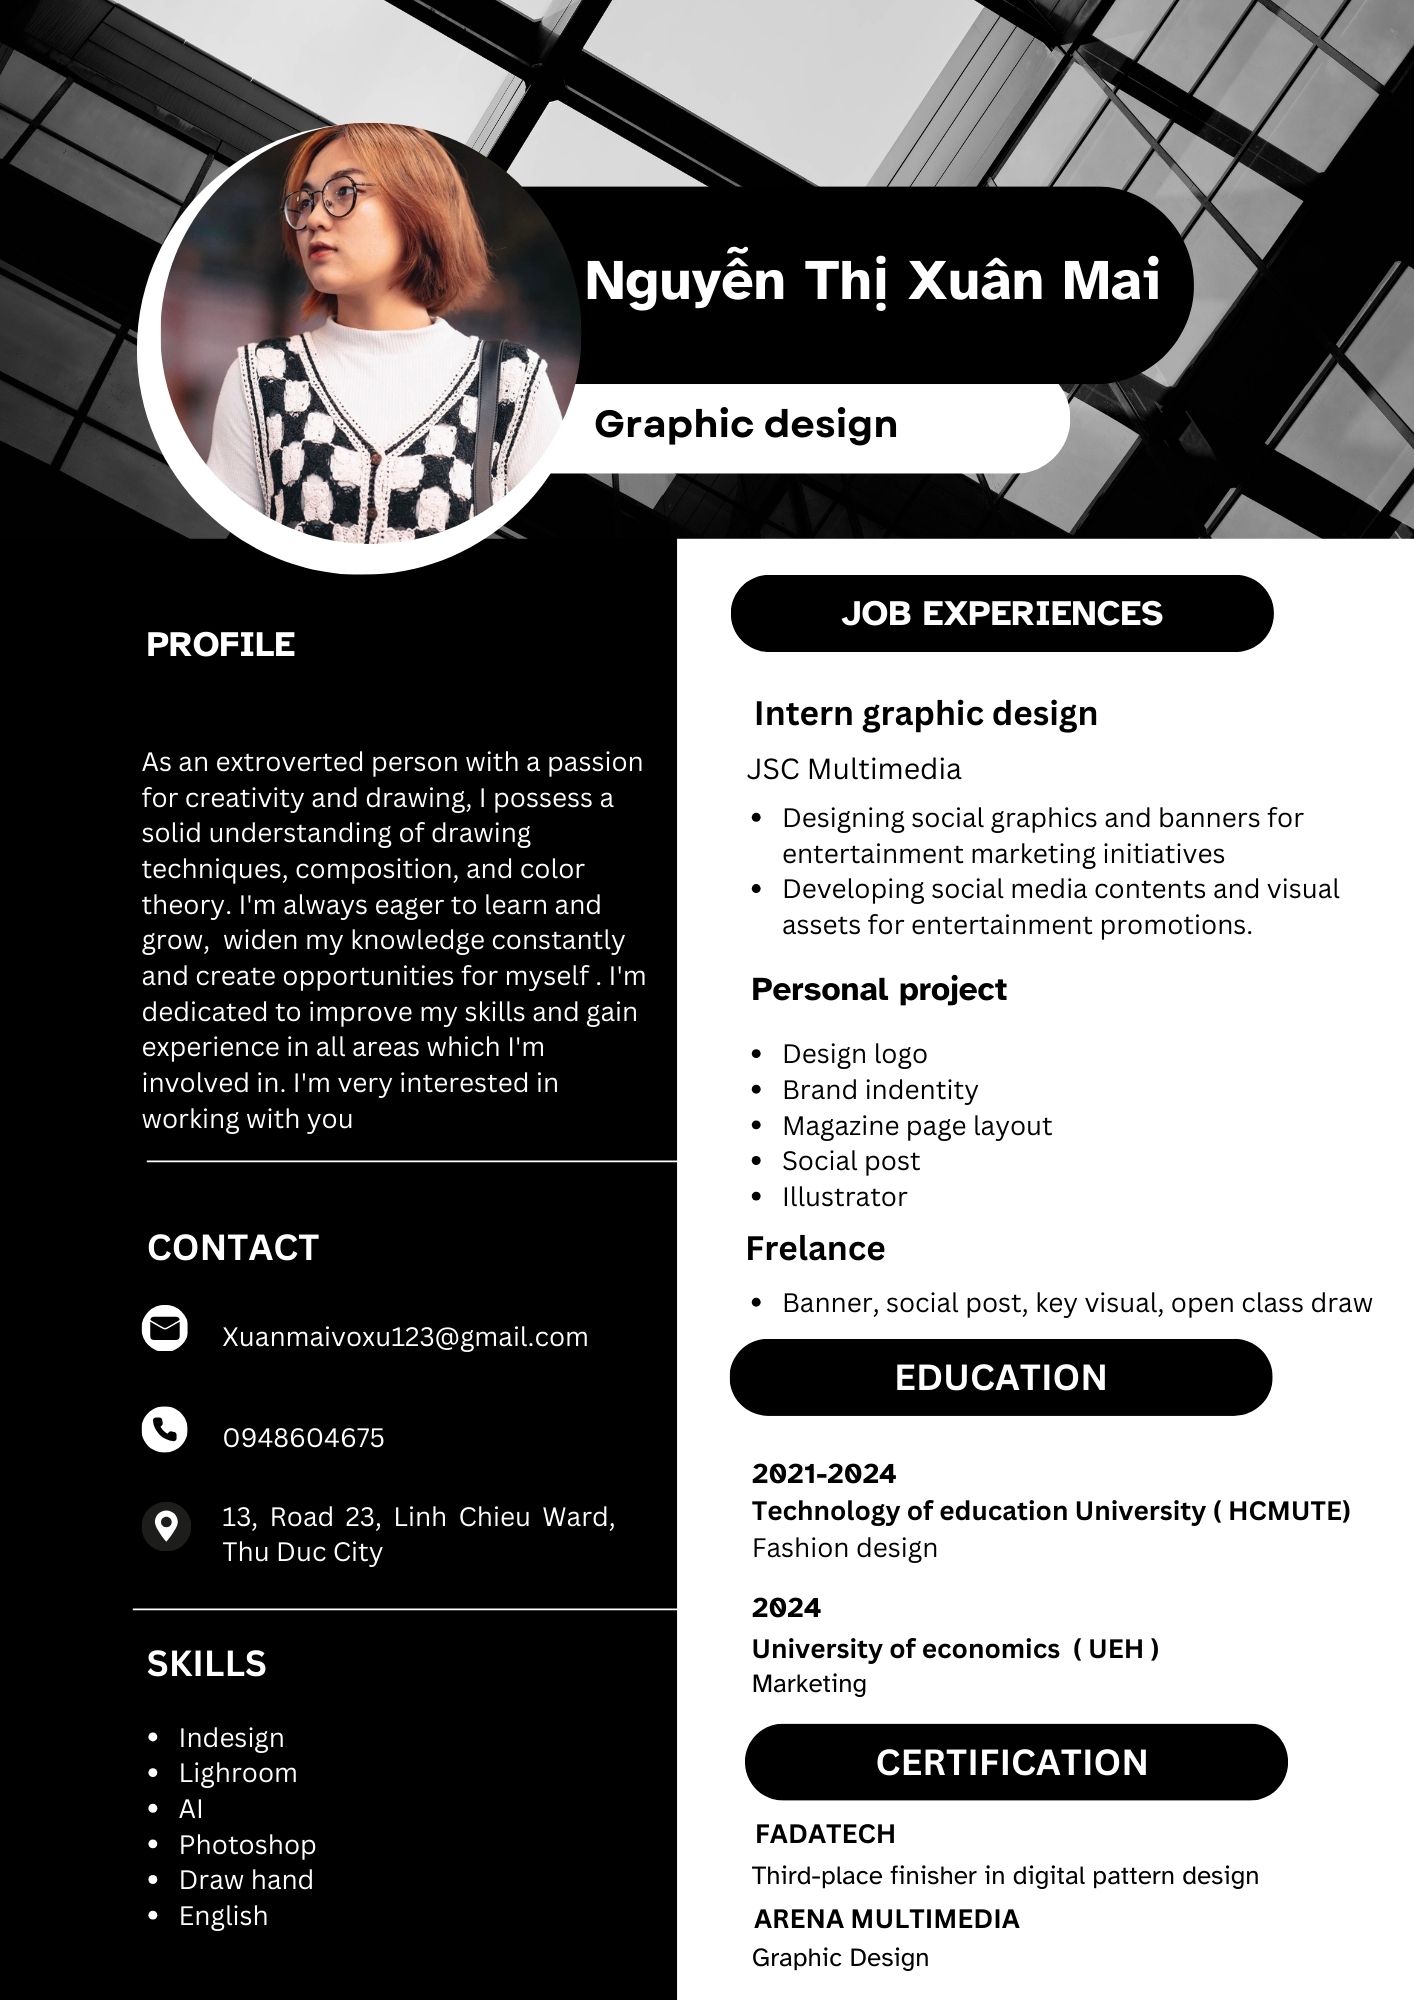 Nguyễn Thị Xuân Mai
Graphic design
PROFILE
As an extroverted person with a passion
for creativity and drawing, I possess a
solid understanding of drawing
techniques, composition, and color
theory. I'm always eager to learn and
grow,  widen my knowledge constantly
and create opportunities for myself . I'm
dedicated to improve my skills and gain
experience in all areas which I'm
involved in. I'm very interested in
working with you
CONTACT
Xuanmaivoxu123@gmail.com
0948604675
13, Road 23, Linh Chieu Ward,
Thu Duc City
SKILLS
• Indesign
• Lighroom
• AI
• Photoshop
• Draw hand
• English
JOB EXPERIENCES
Intern graphic design
JSC Multimedia
• Designing social graphics and banners for
entertainment marketing initiatives
• Developing social media contents and visual
assets for entertainment promotions.
Personal project
• Design logo
• Brand indentity
• Magazine page layout
• Social post
• Illustrator
Frelance
• Banner, social post, key visual, open class draw
EDUCATION
2021-2024
Technology of education University ( HCMUTE)
Fashion design
2024
University of economics  ( UEH )
Marketing
CERTIFICATION
FADATECH
Third-place finisher in digital pattern design
ARENA MULTIMEDIA
Graphic Design